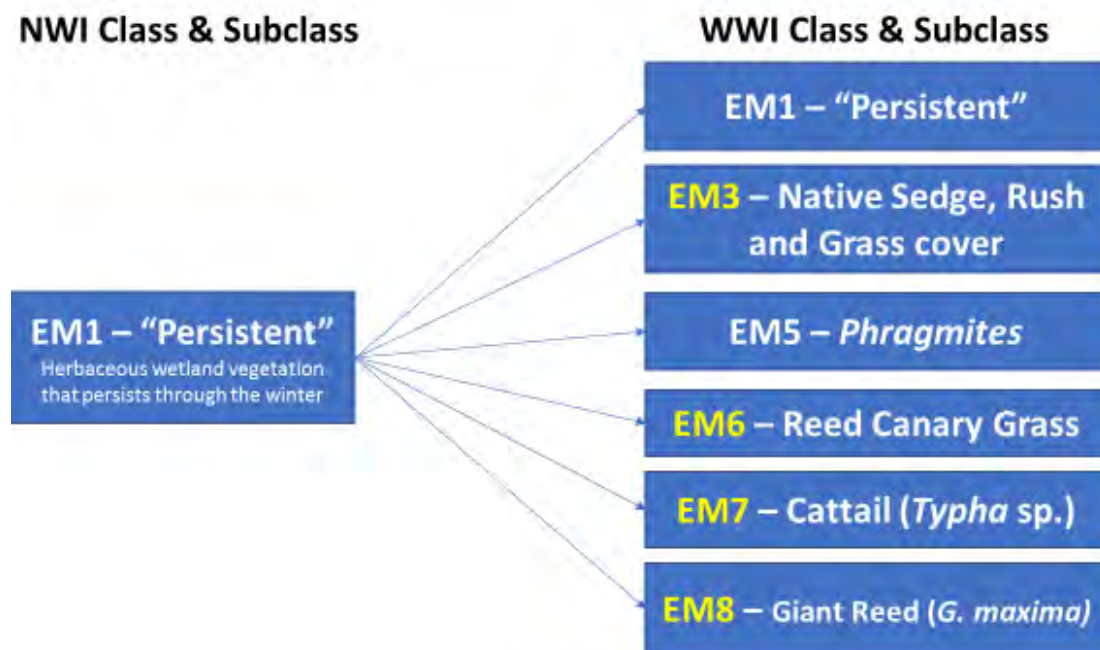 NWI Class & Subclass
WWI Class & Subclass
EM1 – “Persistent”
Herbaceous wetland vegetation
that persists through the winter
EM1 – “Persistent”
EM3 – Native Sedge, Rush
and Grass cover
EM5 – Phragmites
EM6 – Reed Canary Grass
EM7 – Cattail (Typha sp.)
EM8 – Giant Reed (G. maxima)